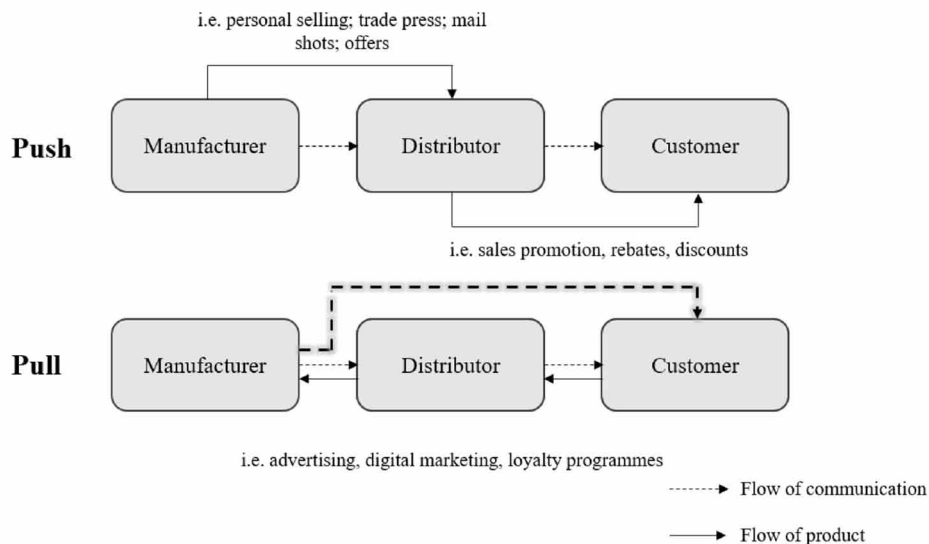 i.e. personal selling; trade press; mail
shots; offers
Push
Manufacturer
Distributor
Customer
i.e. sales promotion, rebates, discounts
Pull
Manufacturer
Distributor
Customer
i.e. advertising, digital marketing, loyalty programmes
Flow of communication
Flow of product